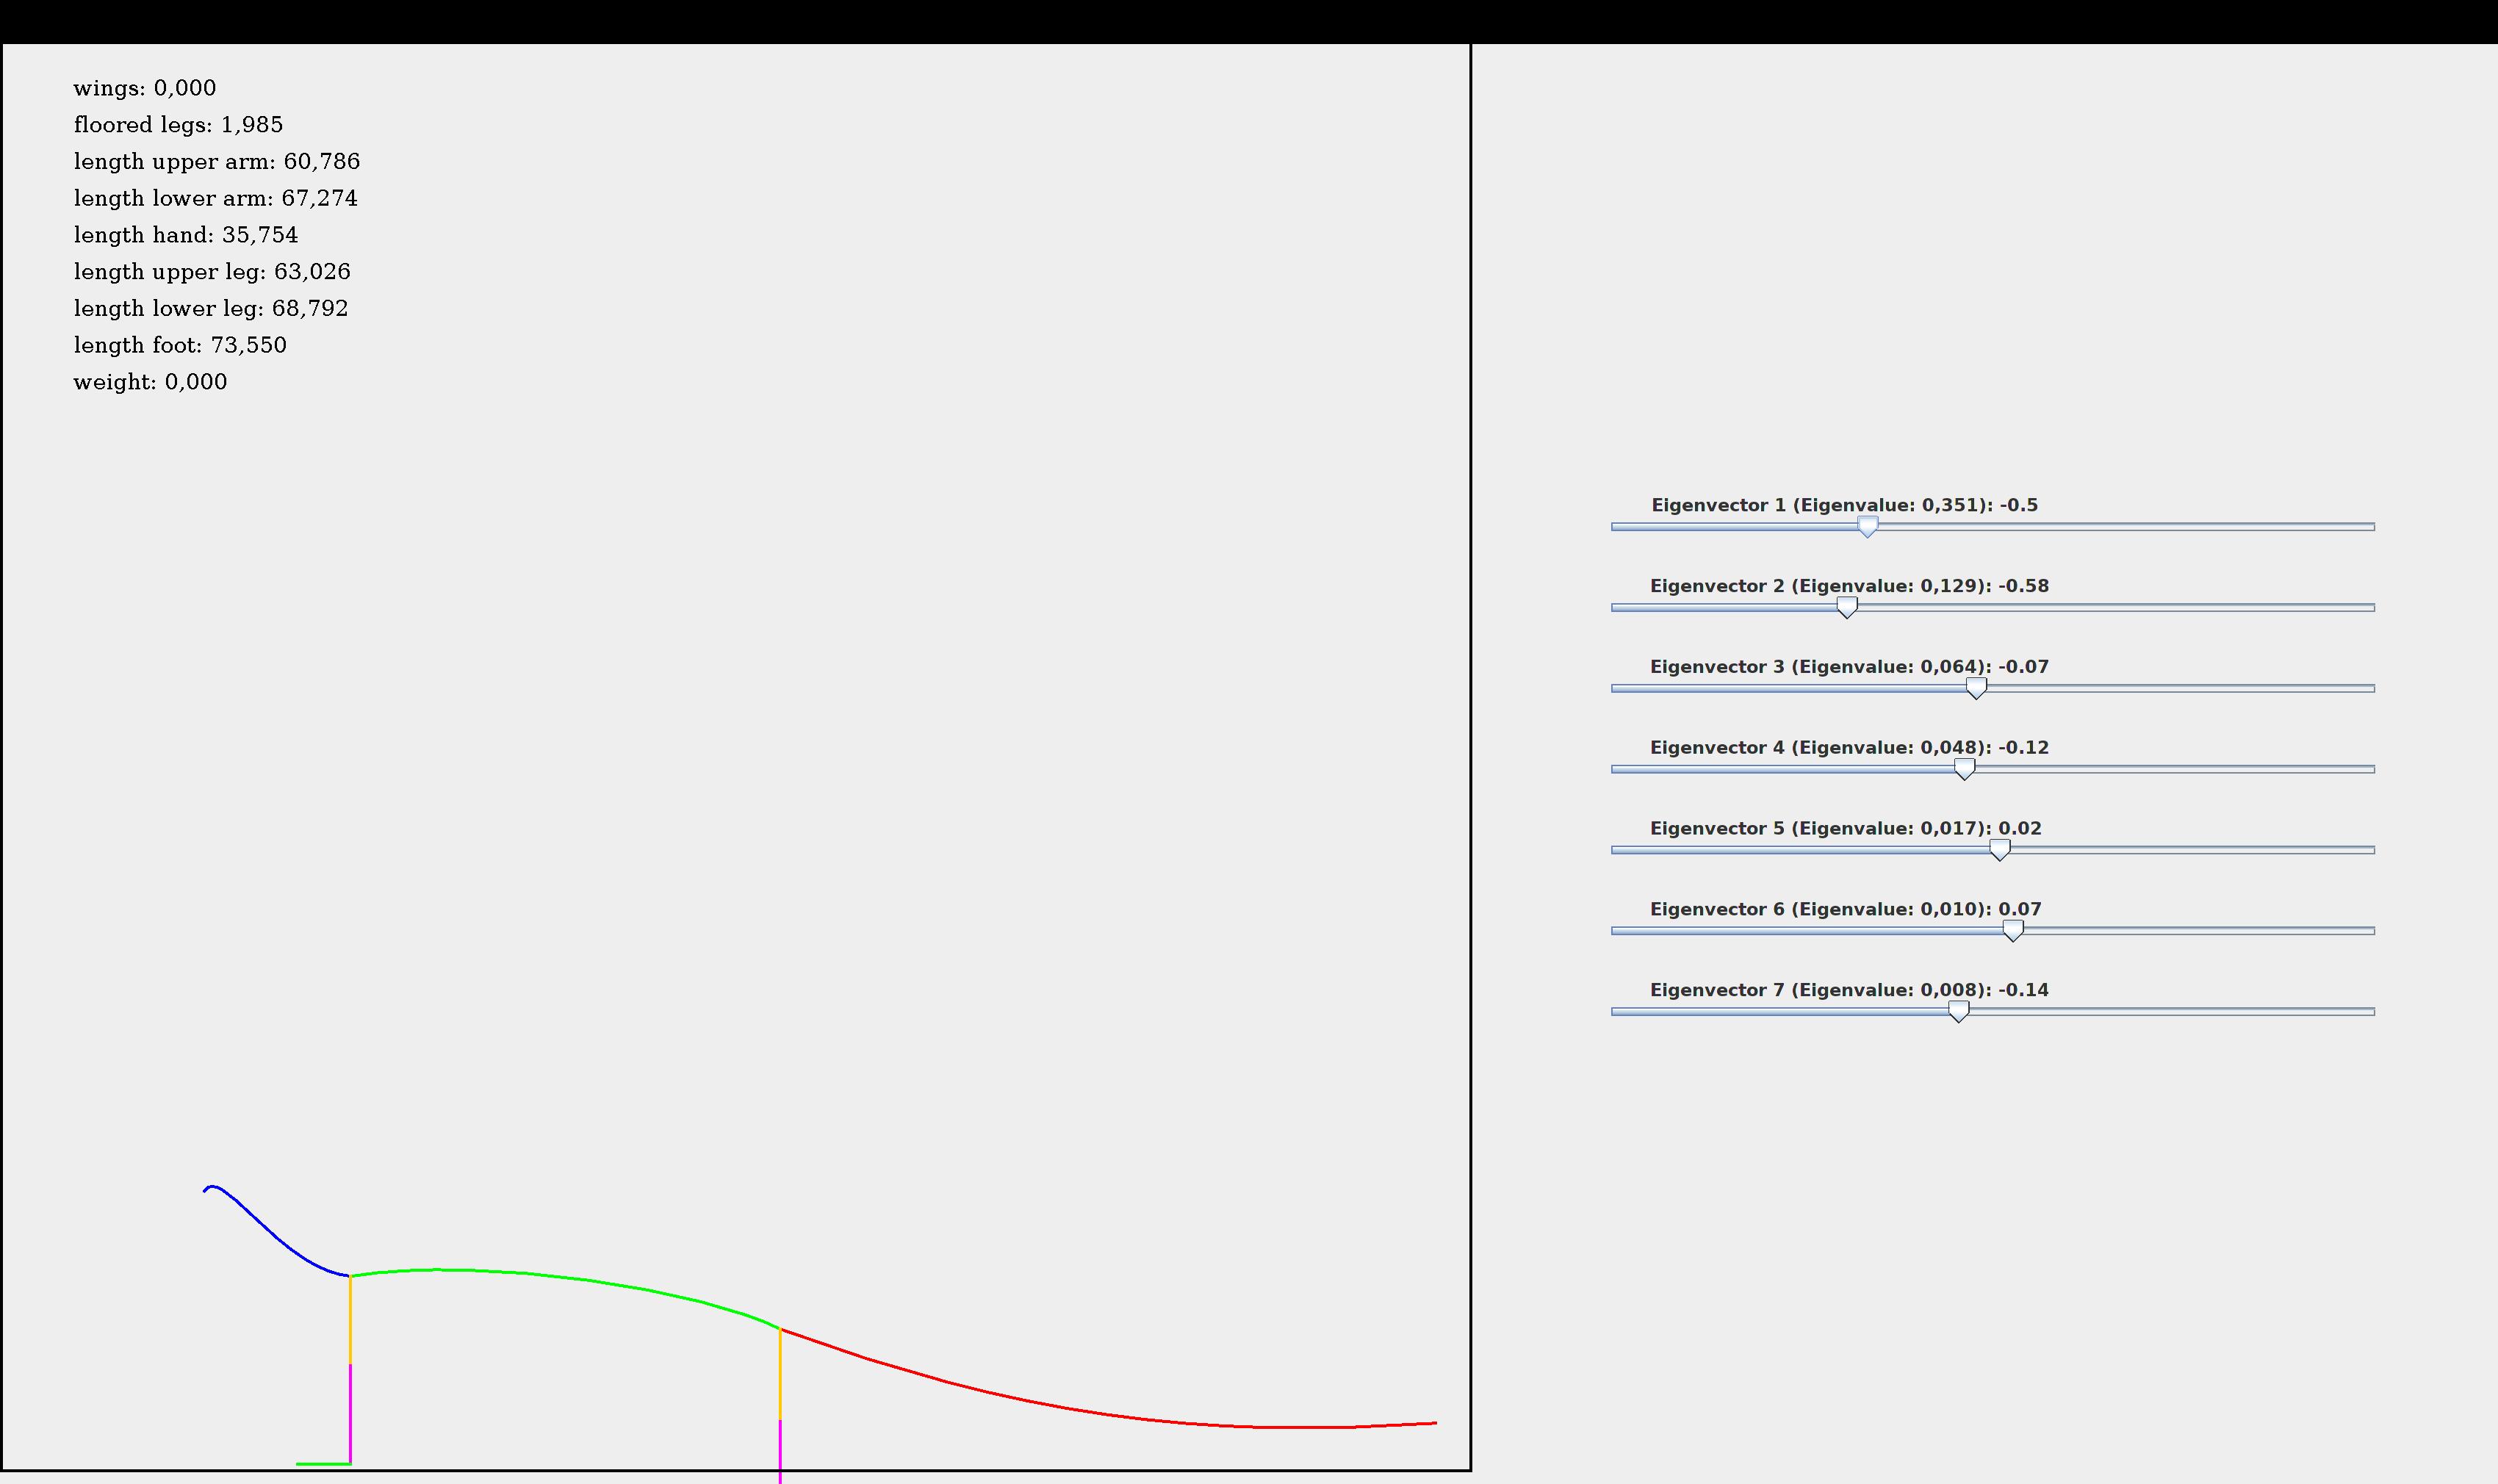 wings: 0,000
floored legs: 1,985
length upper arm: 60,786
length lower arm: 67,274
length hand: 35,754
length upper leg: 63,026
length lower leg: 68,792
length foot: 73,550
weight: 0,000
Eigenvector 1 (Eigenvalue: 0,351): -0.5
Eigenvector 2 (Eigenvalue: 0,129): -0.58
Eigenvector 3 (Eigenvalue: 0,064): -0.07
Eigenvector 4 (Eigenvalue: 0,048): -0.12
Eigenvector 5 (Eigenvalue: 0,017): 0.02
Eigenvector 6 (Eigenvalue: 0,010): 0.07
Eigenvector 7 (Eigenvalue: 0,008): -0.14